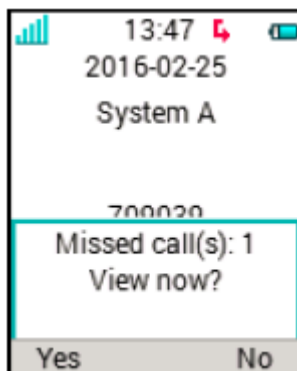 13:47
2016-02-25
System A
Missed call(s): 1
View now?
Yes No